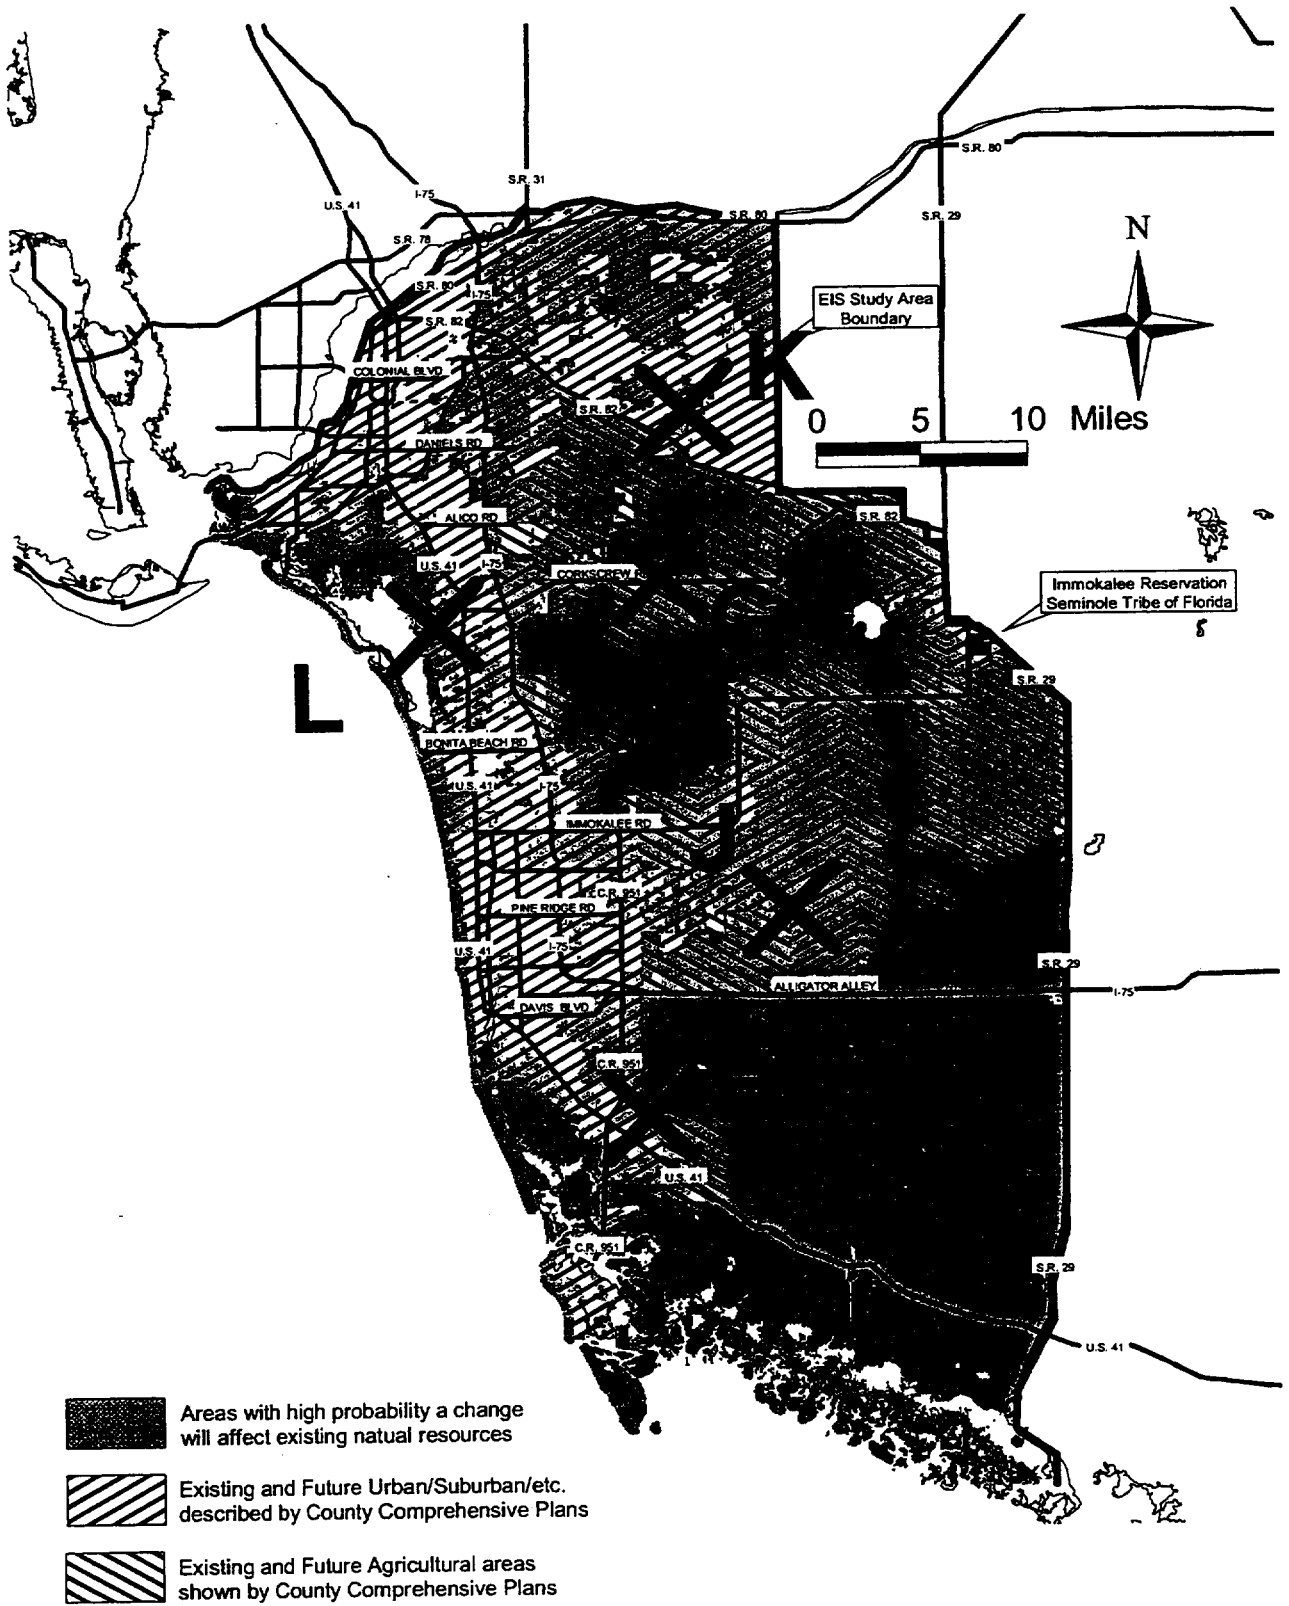 S.R. 80
I-75
S.R. 31
U.S. 41
S.R. 80
S.R. 29
S.R. 78
N
S.R. 80
I-75
EIS Study Area
Boundary
S.R. 82
K
COLONIAL BLVD
S.R. 82
0 5 10 Miles
DANIELS RD
ALICO RD
S.R. 82
U.S. 41
I-75
CORKSCREW
Immokalee Reservation
Seminole Tribe of Florida
L
S.R. 29
BONITA BEACH RD
U.S. 41
I-75
IMMOKALEE RD
J
C.R. 951
PINE RIDGE RD
U.S. 41
I-75
S.R. 29
ALLIGATOR ALLEY
I-75
DAVIS BLVD
C.R. 951
U.S. 41
C.R. 951
S.R. 29
U.S. 41
1
Areas with high probability a change
will affect existing natual resources
Existing and Future Urban/Suburban/etc.
described by County Comprehensive Plans
Existing and Future Agricultural areas
shown by County Comprehensive Plans